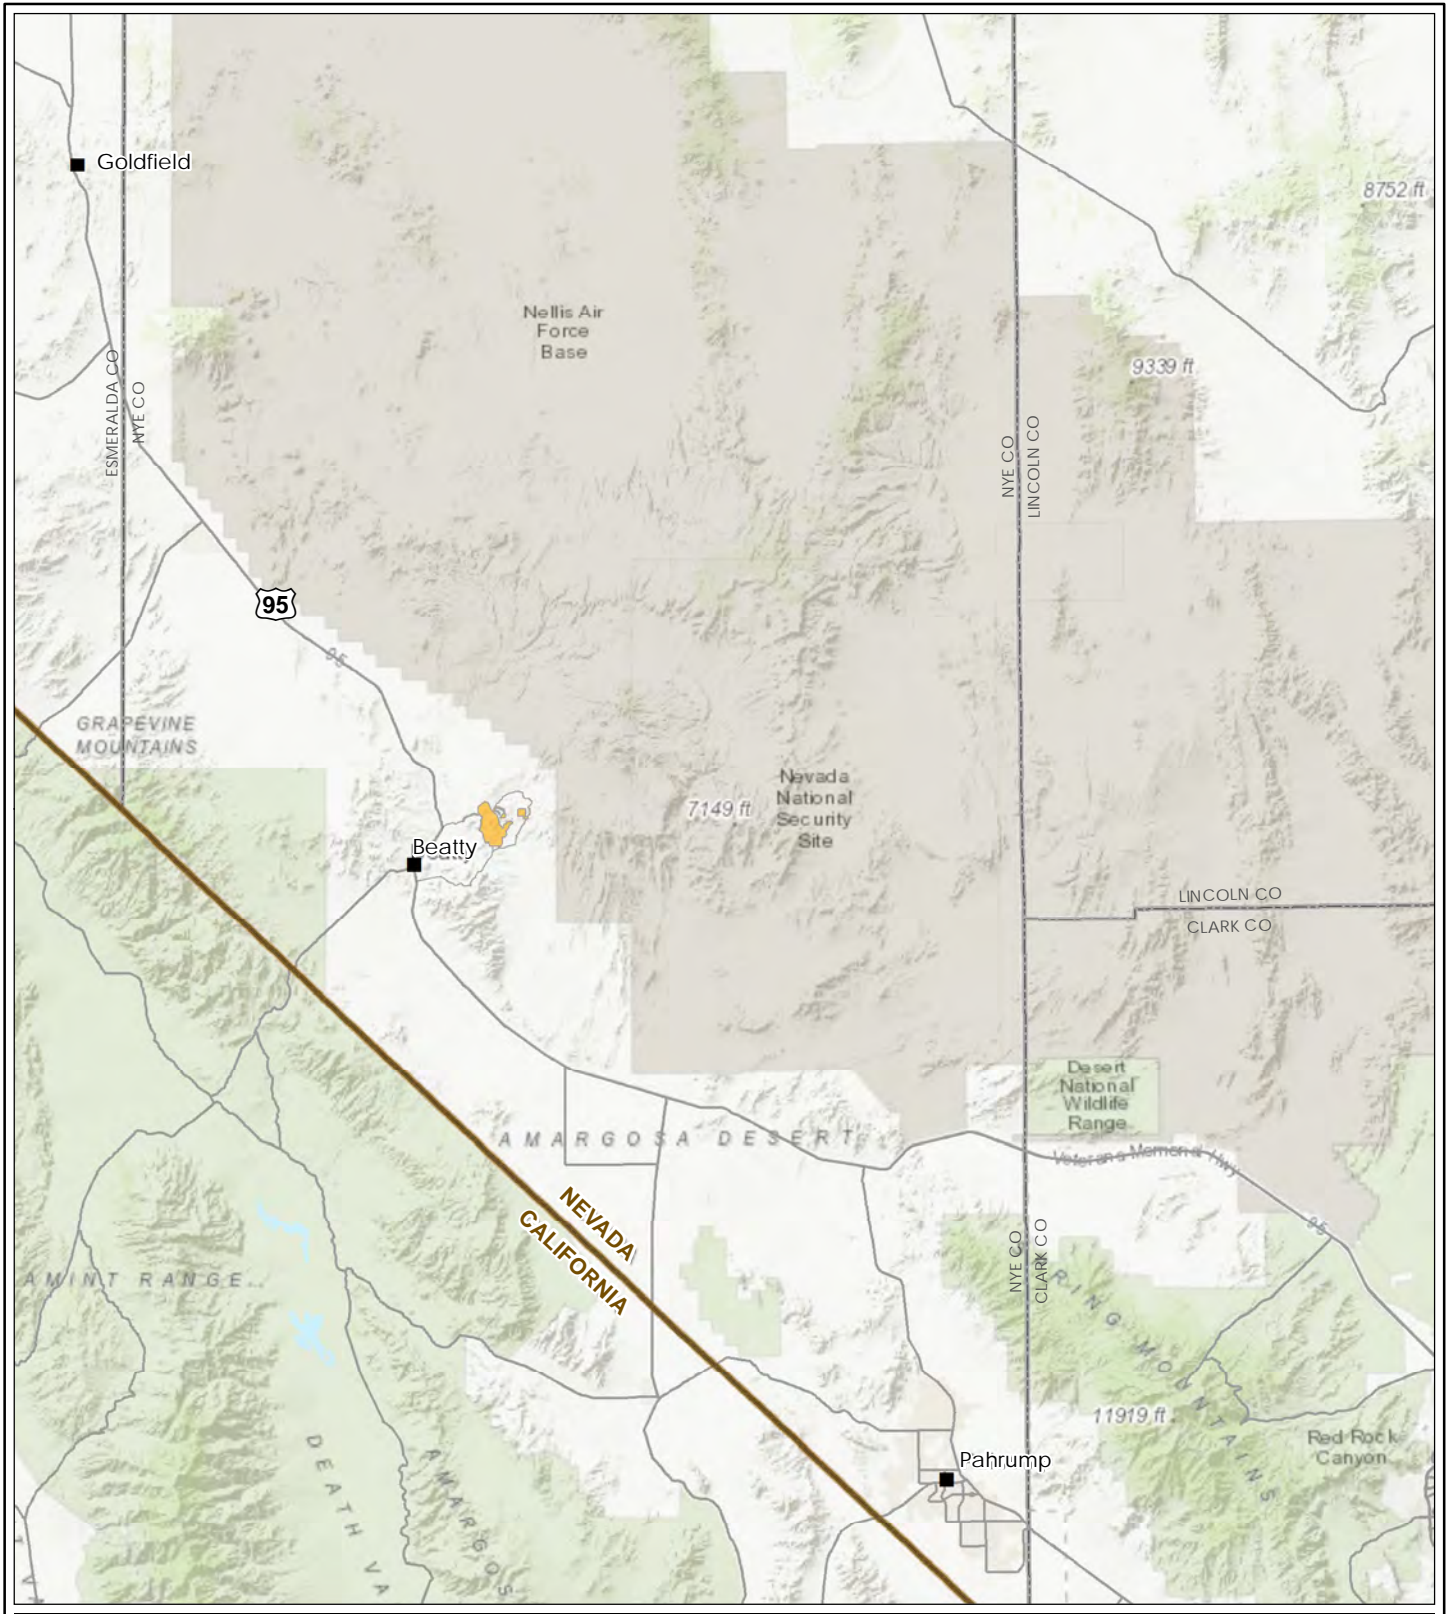 Goldfield
8752 ft
Nellis Air
Force
Base
ESMERALDA CO
NYE CO
9339 ft
NYE CO
LINCOLN CO
95
95
GRAPEVINE
MOUNTAINS
Nevada
National
Security
Site
7149 ft
Beatty
LINCOLN CO
CLARK CO
Desert
National
Wildlife
Range
AMARGOSA DESERT
Veterans Memorial Hwy
NEVADA
CALIFORNIA
95
NYE CO
CLARK CO
AMINT RANGE
RING MOUNTAINS
11919 ft
Red Rock
Canyon
Pahrump
DEATH VA
AMARGOS